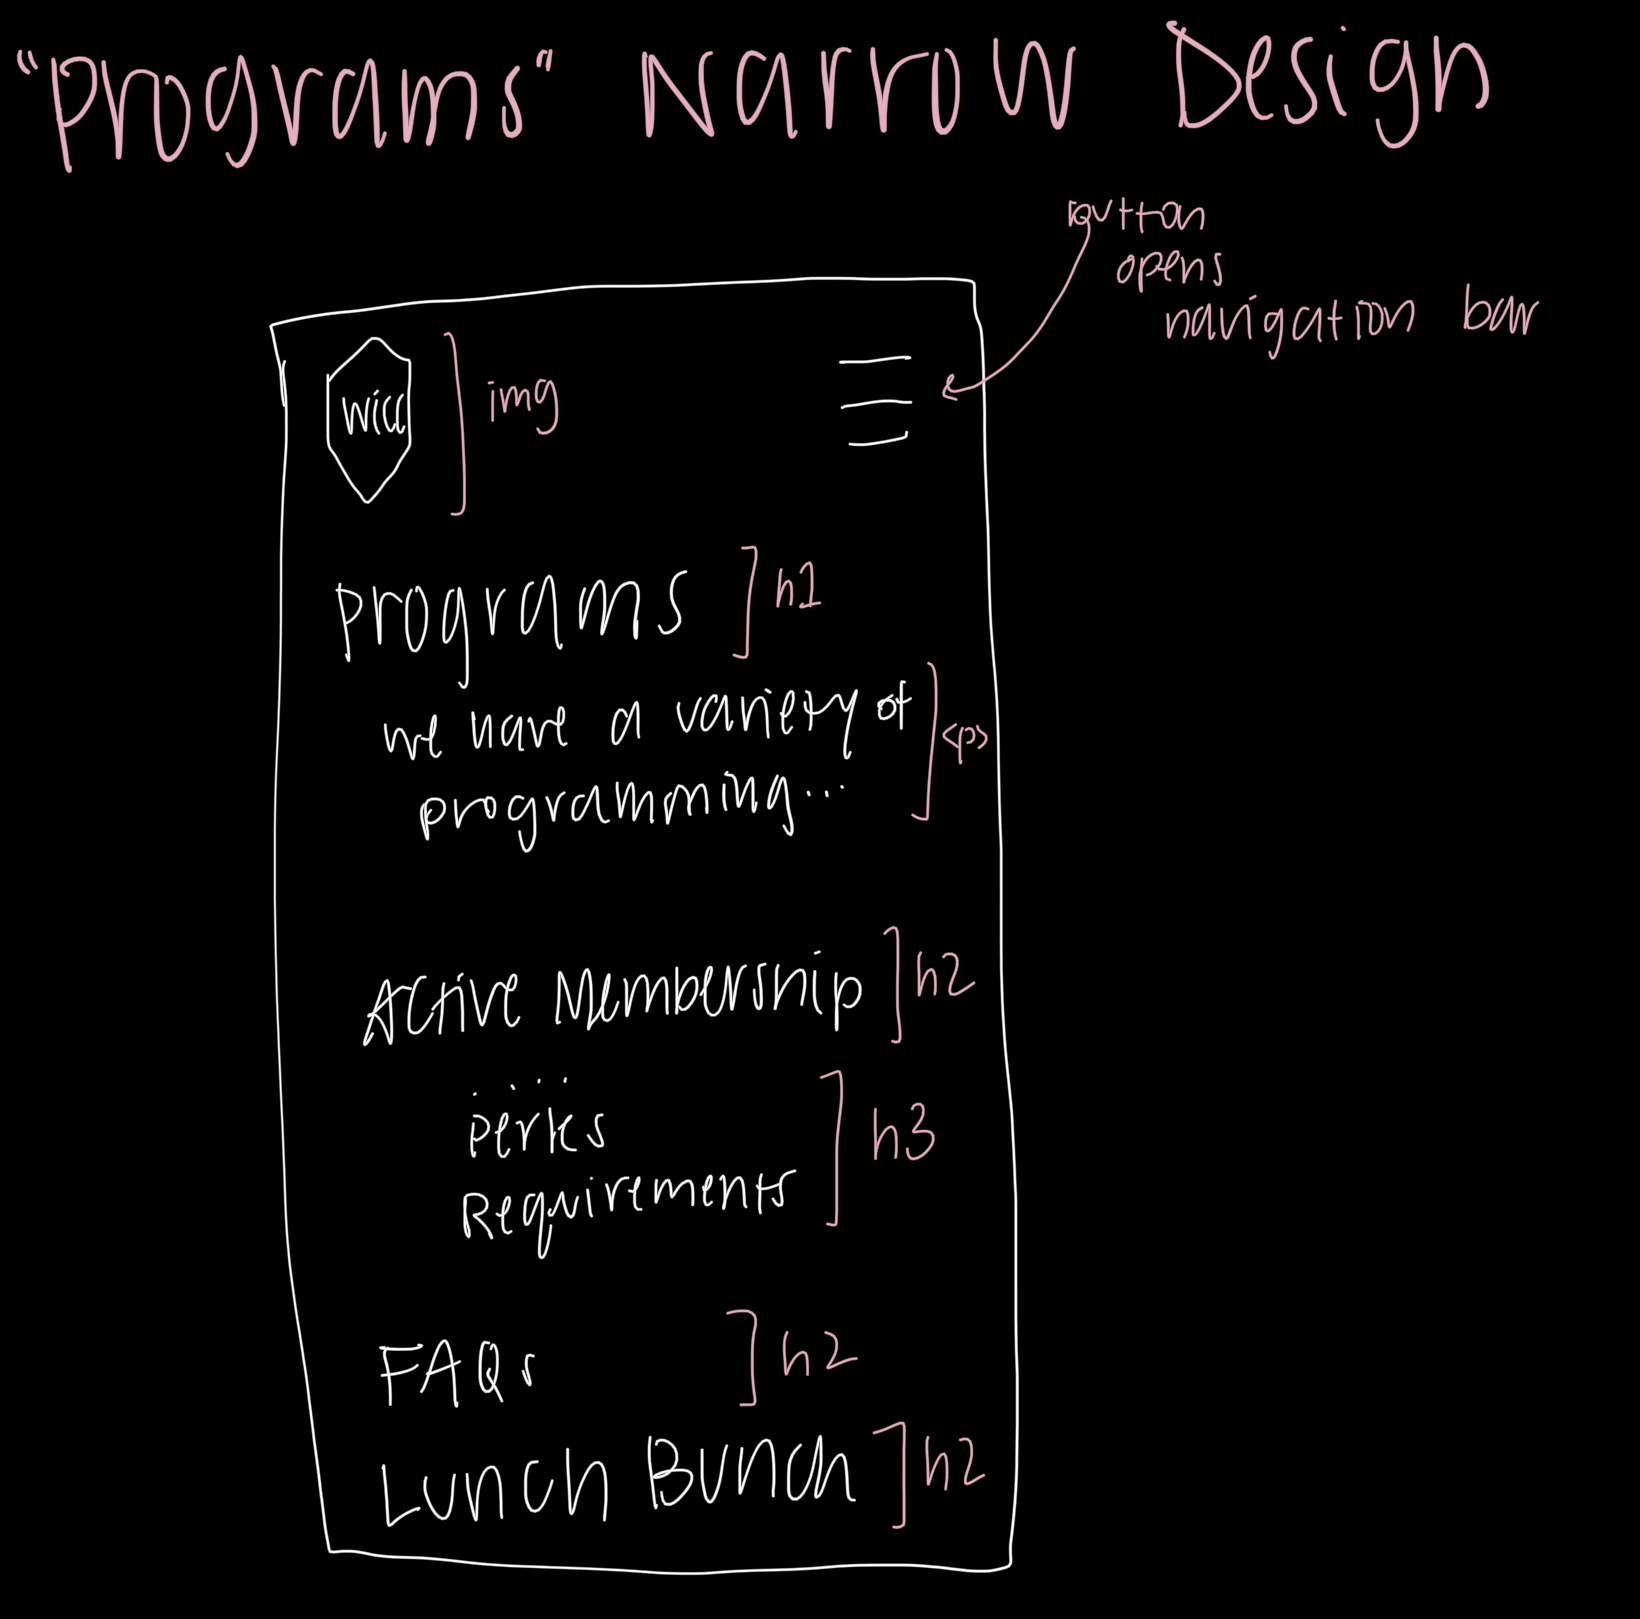 "Programs" Narrow Design
Button
opens
navigation bar
WICC
img
Programs
h1
we have a variety of
programming...
<p>
Active Membership
h2
....
Perks
Requirements
h3
FAQs
h2
Lunch Bunch
h2